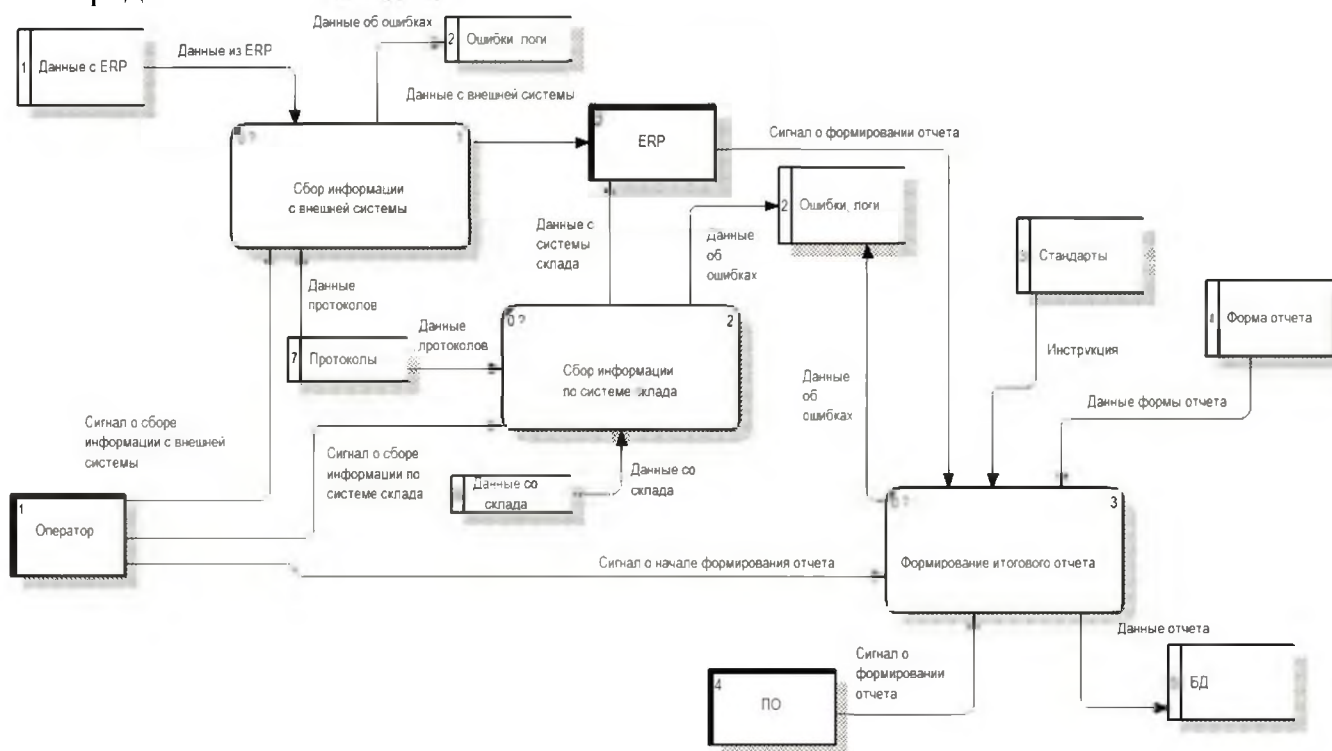 Данные об ошибках
2 Ошибки, логи
1 Данные с ERP
Данные из ERP
Данные с внешней системы
ERP
Сигнал о формировании отчета
0 ?
1
Сбор информации
с внешней системы
2 Ошибки, логи
Данные с
системы
склада
Данные
об
ошибках
Стандарты
Данные
протоколов
0 ?
2
Форма отчета
7 Протоколы
Данные
протоколов
Сбор информации
по системе склада
Инструкция
Данные
об
ошибках
Данные формы отчета
Сигнал о сборе
информации с внешней
системы
Сигнал о сборе
информации по
системе склада
Данные со
склада
Данные со
склада
1
Оператор
0 ?
3
Сигнал о начале формирования отчета
Формирование итогового отчета
Данные отчета
Сигнал о
формировании
отчета
4
ПО
БД